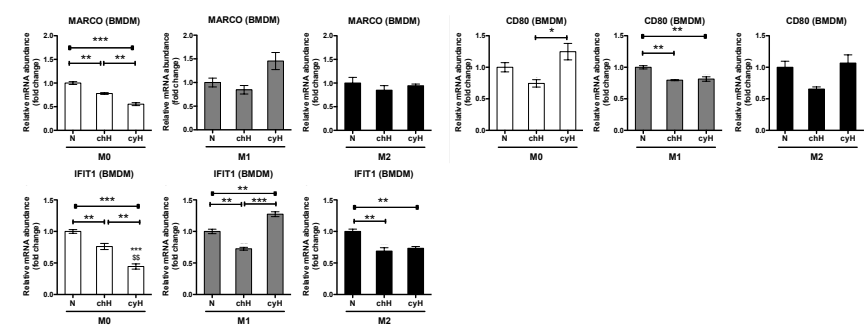 MARCO (BMDM)
Relative mRNA abundance
(fold change)
2.0
1.5
1.0
0.5
0.0
***
**
**
N
chH
cyH
M0
MARCO (BMDM)
Relative mRNA abundance
(fold change)
2.0
1.5
1.0
0.5
0.0
N
chH
cyH
M1
MARCO (BMDM)
Relative mRNA abundance
(fold change)
2.0
1.5
1.0
0.5
0.0
N
chH
cyH
M2
CD80 (BMDM)
Relative mRNA abundance
(fold change)
1.5
1.0
0.5
0.0
*
N
chH
cyH
M0
CD80 (BMDM)
Relative mRNA abundance
(fold change)
1.5
1.0
0.5
0.0
**
**
N
chH
cyH
M1
CD80 (BMDM)
Relative mRNA abundance
(fold change)
1.5
1.0
0.5
0.0
N
chH
cyH
M2
IFIT1 (BMDM)
Relative mRNA abundance
(fold change)
1.5
1.0
0.5
0.0
***
**
**
***
$$
N
chH
cyH
M0
IFIT1 (BMDM)
Relative mRNA abundance
(fold change)
1.5
1.0
0.5
0.0
**
**
***
N
chH
cyH
M1
IFIT1 (BMDM)
Relative mRNA abundance
(fold change)
1.5
1.0
0.5
0.0
**
**
N
chH
cyH
M2